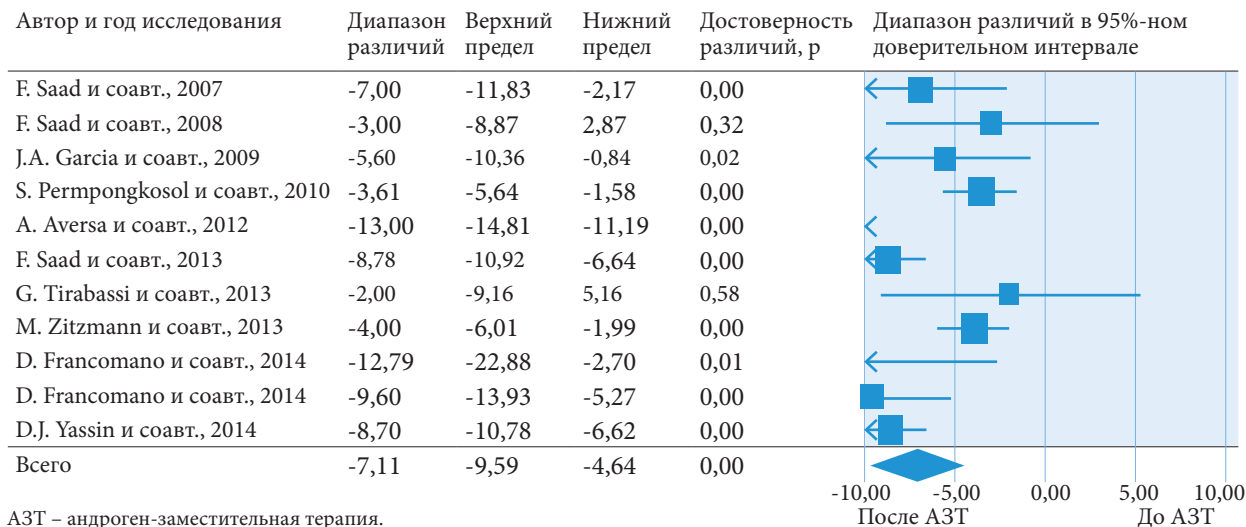 Автор и год исследования Диапазон различий Верхний предел Нижний предел Достоверность различий, p Диапазон различий в 95%-ном доверительном интервале
F. Saad и соавт., 2007 -7,00 -11,83 -2,17 0,00
F. Saad и соавт., 2008 -3,00 -8,87 2,87 0,32
J.A. Garcia и соавт., 2009 -5,60 -10,36 -0,84 0,02
S. Permpongkosol и соавт., 2010 -3,61 -5,64 -1,58 0,00
A. Aversa и соавт., 2012 -13,00 -14,81 -11,19 0,00
F. Saad и соавт., 2013 -8,78 -10,92 -6,64 0,00
G. Tirabassi и соавт., 2013 -2,00 -9,16 5,16 0,58
M. Zitzmann и соавт., 2013 -4,00 -6,01 -1,99 0,00
D. Francomano и соавт., 2014 -12,79 -22,88 -2,70 0,01
D. Francomano и соавт., 2014 -9,60 -13,93 -5,27 0,00
D.J. Yassin и соавт., 2014 -8,70 -10,78 -6,62 0,00
Всего -7,11 -9,59 -4,64 0,00
-10,00 -5,00 0,00 5,00 10,00
После АЗТ До АЗТ
АЗТ – андроген-заместительная терапия.